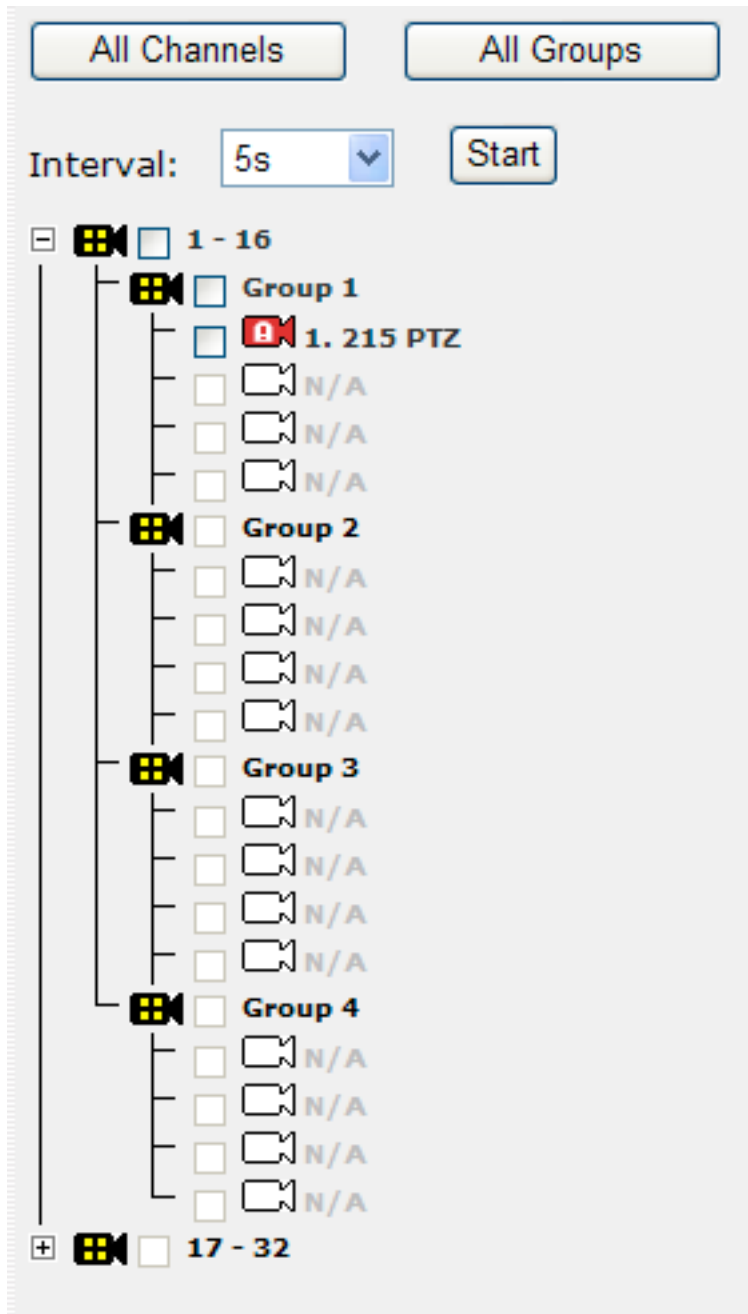 All Channels All Groups
Interval: 5s Start
1 - 16
Group 1
1. 215 PTZ
N/A
N/A
N/A
Group 2
N/A
N/A
N/A
N/A
Group 3
N/A
N/A
N/A
N/A
Group 4
N/A
N/A
N/A
N/A
17 - 32